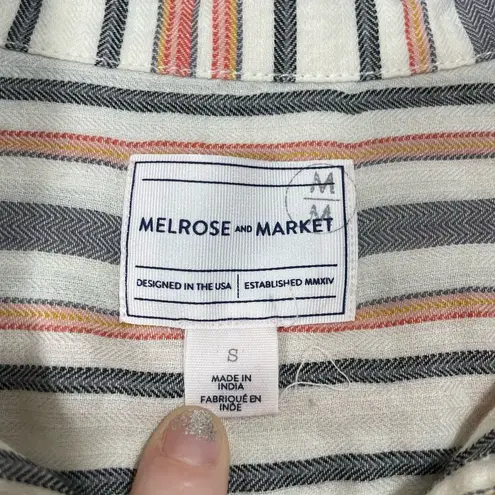 M
M
MELROSE AND MARKET
DESIGNED IN THE USA | ESTABLISHED MMXIV
S
MADE IN
INDIA
FABRIQUÉ EN
INDE